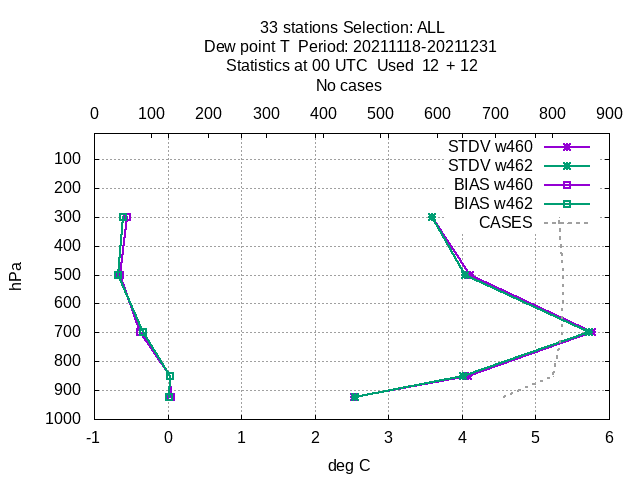 33 stations Selection: ALL
Dew point T  Period: 20211118-20211231
Statistics at 00 UTC  Used  12 + 12
No cases
0 100 200 300 400 500 600 700 800 900
STDV w460
STDV w462
BIAS w460
BIAS w462
CASES
100
200
300
400
500
600
700
800
900
1000
hPa
-1 0 1 2 3 4 5 6
deg C